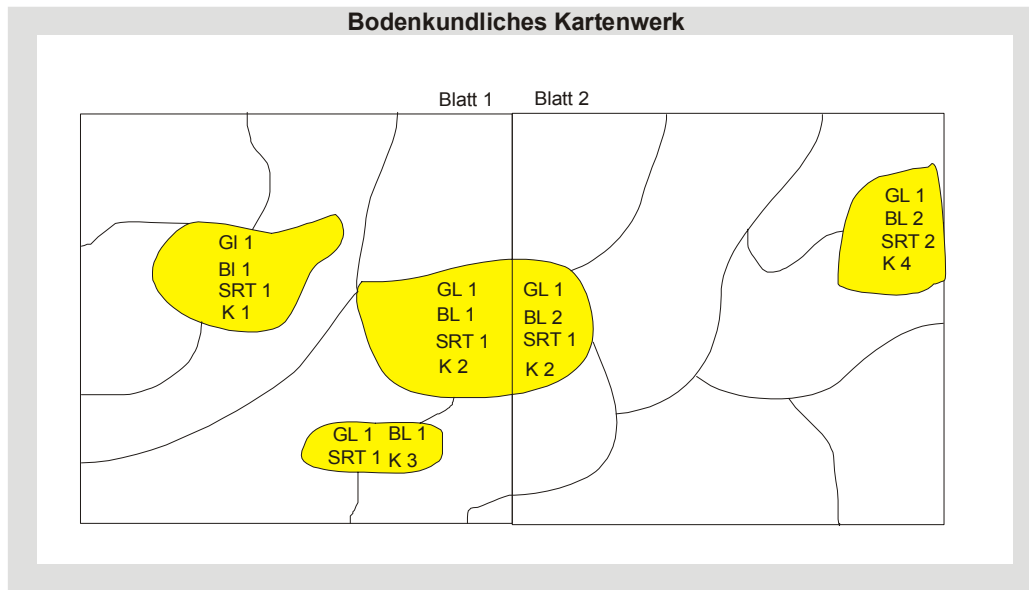 Bodenkundliches Kartenwerk
Blatt 1
Blatt 2
Gl 1
Bl 1
SRT 1
K 1
GL 1
BL 1
SRT 1
K 2
GL 1
BL 2
SRT 1
K 2
GL 1
BL 2
SRT 2
K 4
GL 1 BL 1
SRT 1 K 3